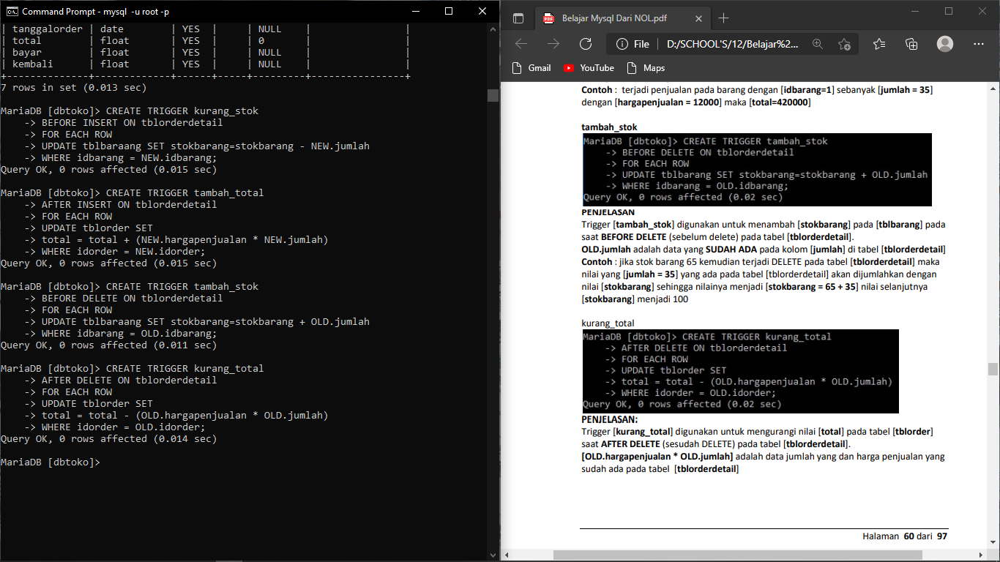 Command Prompt - mysql -u root -p
| tanggalorder | date | YES | | NULL | |
| total | float | YES | | 0 | |
| bayar | float | YES | | NULL | |
| kembali | float | YES | | NULL | |
+--------------+-------------+------+-----+---------+----------------+
7 rows in set (0.013 sec)
MariaDB [dbtoko]> CREATE TRIGGER kurang_stok
-> BEFORE INSERT ON tblorderdetail
-> FOR EACH ROW
-> UPDATE tblbaraang SET stokbarang=stokbarang - NEW.jumlah
-> WHERE idbarang = NEW.idbarang;
Query OK, 0 rows affected (0.015 sec)
MariaDB [dbtoko]> CREATE TRIGGER tambah_total
-> AFTER INSERT ON tblorderdetail
-> FOR EACH ROW
-> UPDATE tblorder SET
-> total = total + (NEW.hargapenjualan * NEW.jumlah)
-> WHERE idorder = NEW.idorder;
Query OK, 0 rows affected (0.015 sec)
MariaDB [dbtoko]> CREATE TRIGGER tambah_stok
-> BEFORE DELETE ON tblorderdetail
-> FOR EACH ROW
-> UPDATE tblbaraang SET stokbarang=stokbarang + OLD.jumlah
-> WHERE idbarang = OLD.idbarang;
Query OK, 0 rows affected (0.011 sec)
MariaDB [dbtoko]> CREATE TRIGGER kurang_total
-> AFTER DELETE ON tblorderdetail
-> FOR EACH ROW
-> UPDATE tblorder SET
-> total = total - (OLD.hargapenjualan * OLD.jumlah)
-> WHERE idorder = OLD.idorder;
Query OK, 0 rows affected (0.014 sec)
MariaDB [dbtoko]>
PDF Belajar Mysql Dari NOL.pdf
File | D:/SCHOOL'S/12/Belajar%2...
Gmail YouTube Maps
Contoh : terjadi penjualan pada barang dengan [idbarang=1] sebanyak [jumlah = 35]
dengan [hargapenjualan = 12000] maka [total=420000]
tambah_stok
MariaDB [dbtoko]> CREATE TRIGGER tambah_stok
-> BEFORE DELETE ON tblorderdetail
-> FOR EACH ROW
-> UPDATE tblbarang SET stokbarang=stokbarang + OLD.jumlah
-> WHERE idbarang = OLD.idbarang;
Query OK, 0 rows affected (0.02 sec)
PENJELASAN
Trigger [tambah_stok] digunakan untuk menambah [stokbarang] pada [tblbarang] pada
saat BEFORE DELETE (sebelum delete) pada tabel [tblorderdetail].
OLD.jumlah adalah data yang SUDAH ADA pada kolom [jumlah] di tabel [tblorderdetail]
Contoh : jika stok barang 65 kemudian terjadi DELETE pada tabel [tblorderdetail] maka
nilai yang [jumlah = 35] yang ada pada tabel [tblorderdetail] akan dijumlahkan dengan
nilai [stokbarang] sehingga nilainya menjadi [stokbarang = 65 + 35] nilai selanjutnya
[stokbarang] menjadi 100
kurang_total
MariaDB [dbtoko]> CREATE TRIGGER kurang_total
-> AFTER DELETE ON tblorderdetail
-> FOR EACH ROW
-> UPDATE tblorder SET
-> total = total - (OLD.hargapenjualan * OLD.jumlah)
-> WHERE idorder = OLD.idorder;
Query OK, 0 rows affected (0.02 sec)
PENJELASAN:
Trigger [kurang_total] digunakan untuk mengurangi nilai [total] pada tabel [tblorder]
saat AFTER DELETE (sesudah DELETE) pada tabel [tblorderdetail].
[OLD.hargapenjualan * OLD.jumlah] adalah data jumlah yang dan harga penjualan yang
sudah ada pada tabel [tblorderdetail]
Halaman 60 dari 97